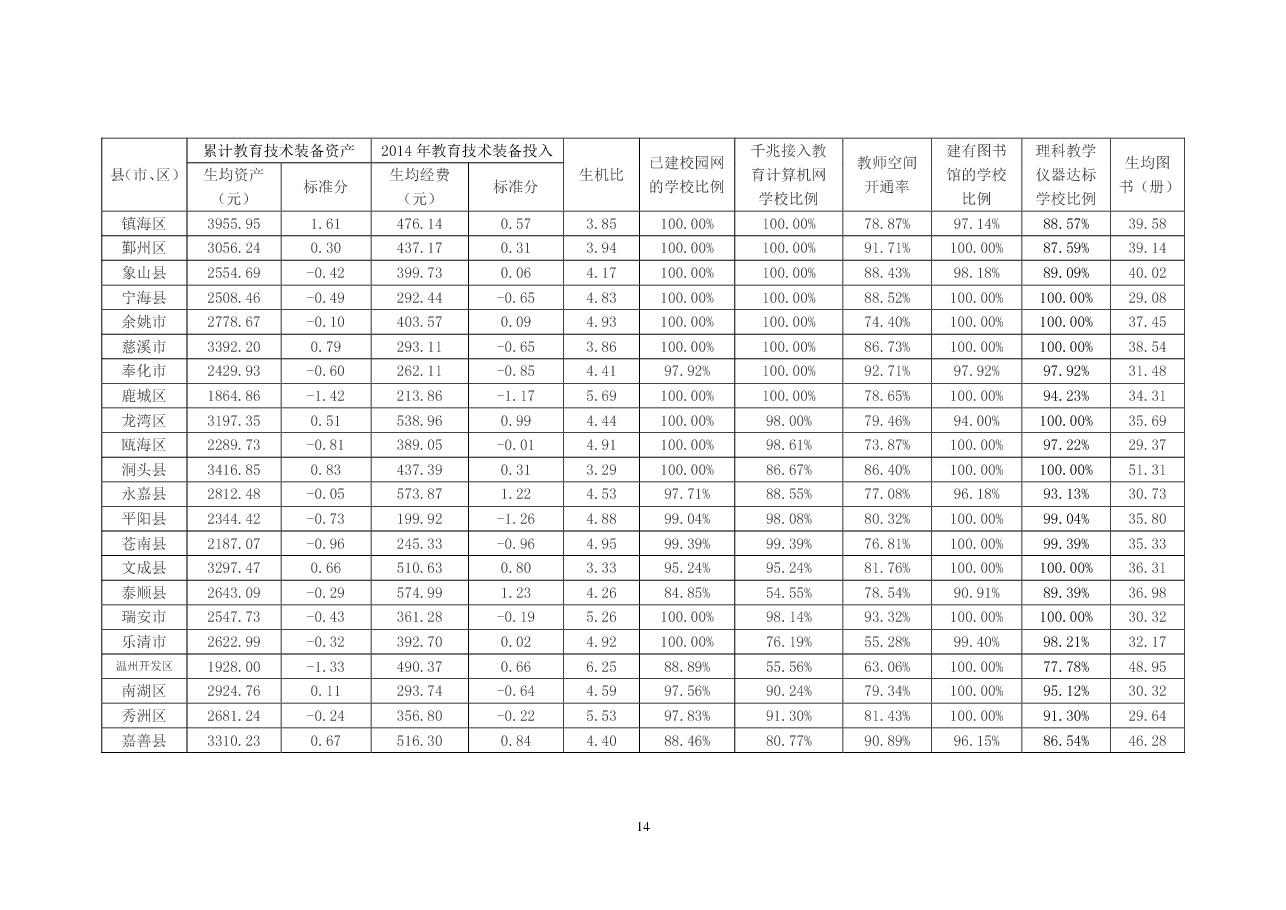 县(市、区) 累计教育技术装备资产 2014 年教育技术装备投入 生机比 已建校园网的学校比例 千兆接入教育计算机网学校比例 教师空间开通率 建有图书馆的学校比例 理科教学仪器达标学校比例 生均图书（册）
生均资产（元） 标准分 生均经费（元） 标准分
镇海区 3955.95 1.61 476.14 0.57 3.85 100.00% 100.00% 78.87% 97.14% 88.57% 39.58
鄞州区 3056.24 0.30 437.17 0.31 3.94 100.00% 100.00% 91.71% 100.00% 87.59% 39.14
象山县 2554.69 -0.42 399.73 0.06 4.17 100.00% 100.00% 88.43% 98.18% 89.09% 40.02
宁海县 2508.46 -0.49 292.44 -0.65 4.83 100.00% 100.00% 88.52% 100.00% 100.00% 29.08
余姚市 2778.67 -0.10 403.57 0.09 4.93 100.00% 100.00% 74.40% 100.00% 100.00% 37.45
慈溪市 3392.20 0.79 293.11 -0.65 3.86 100.00% 100.00% 86.73% 100.00% 100.00% 38.54
奉化市 2429.93 -0.60 262.11 -0.85 4.41 97.92% 100.00% 92.71% 97.92% 97.92% 31.48
鹿城区 1864.86 -1.42 213.86 -1.17 5.69 100.00% 100.00% 78.65% 100.00% 94.23% 34.31
龙湾区 3197.35 0.51 538.96 0.99 4.44 100.00% 98.00% 79.46% 94.00% 100.00% 35.69
瓯海区 2289.73 -0.81 389.05 -0.01 4.91 100.00% 98.61% 73.87% 100.00% 97.22% 29.37
洞头县 3416.85 0.83 437.39 0.31 3.29 100.00% 86.67% 86.40% 100.00% 100.00% 51.31
永嘉县 2812.48 -0.05 573.87 1.22 4.53 97.71% 88.55% 77.08% 96.18% 93.13% 30.73
平阳县 2344.42 -0.73 199.92 -1.26 4.88 99.04% 98.08% 80.32% 100.00% 99.04% 35.80
苍南县 2187.07 -0.96 245.33 -0.96 4.95 99.39% 99.39% 76.81% 100.00% 99.39% 35.33
文成县 3297.47 0.66 510.63 0.80 3.33 95.24% 95.24% 81.76% 100.00% 100.00% 36.31
泰顺县 2643.09 -0.29 574.99 1.23 4.26 84.85% 54.55% 78.54% 90.91% 89.39% 36.98
瑞安市 2547.73 -0.43 361.28 -0.19 5.26 100.00% 98.14% 93.32% 100.00% 100.00% 30.32
乐清市 2622.99 -0.32 392.70 0.02 4.92 100.00% 76.19% 55.28% 99.40% 98.21% 32.17
温州开发区 1928.00 -1.33 490.37 0.66 6.25 88.89% 55.56% 63.06% 100.00% 77.78% 48.95
南湖区 2924.76 0.11 293.74 -0.64 4.59 97.56% 90.24% 79.34% 100.00% 95.12% 30.32
秀洲区 2681.24 -0.24 356.80 -0.22 5.53 97.83% 91.30% 81.43% 100.00% 91.30% 29.64
嘉善县 3310.23 0.67 516.30 0.84 4.40 88.46% 80.77% 90.89% 96.15% 86.54% 46.28
14